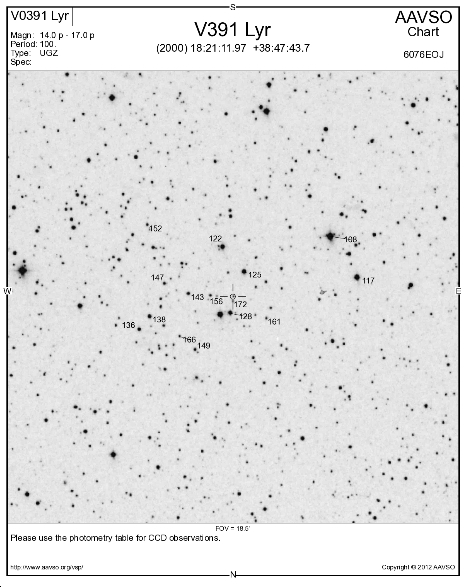 S
V0391 Lyr
Magn: 14.0 p - 17.0 p
Period: 100.
Type: UGZ
Spec:
V391 Lyr
(2000) 18:21:11.97 +38:47:43.7
AAVSO
Chart
6076EOJ
152
122
108
125
147
117
W
E
143
156
172
128
161
138
136
166
149
FOV = 18.5'
Please use the photometry table for CCD observations.
http://www.aavso.org/vsp/
N
Copyright © 2012 AAVSO